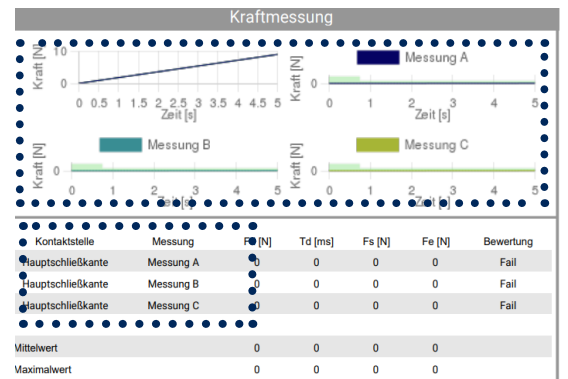 Kraftmessung
Kraft [N]
10
0
0 0.5 1 1.5 2 2.5 3 3.5 4 4.5 5
Zeit [s]
Messung A
Kraft [N]
0
0 1 2 3 4 5
Zeit [s]
Messung B
Kraft [N]
0
0 1 2 3 4 5
Zeit [s]
Messung C
Kraft [N]
0
0 1 2 3 4 5
Zeit [s]
Kontaktstelle Messung [N] Td [ms] Fs [N] Fe [N] Bewertung
Hauptschließkante Messung A 0 0 0 0 Fail
Hauptschließkante Messung B 0 0 0 0 Fail
Hauptschließkante Messung C 0 0 0 0 Fail
Mittelwert 0 0 0 0
Maximalwert 0 0 0 0